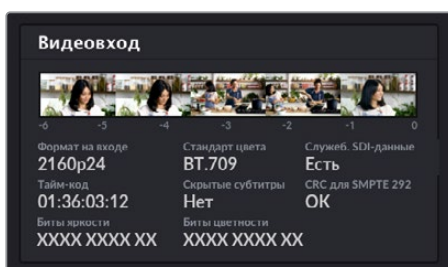 Видеовход
-6 -5 -4 -3 -2 -1 0
Формат на входе Стандарт цвета Служеб. SDI-данные
2160p24 BT.709 Есть
Тайм-код Скрытые субтитры CRC для SMPTE 292
01:36:03:12 Нет OK
Биты яркости Биты цветности
XXXX XXXX XX XXXX XXXX XX